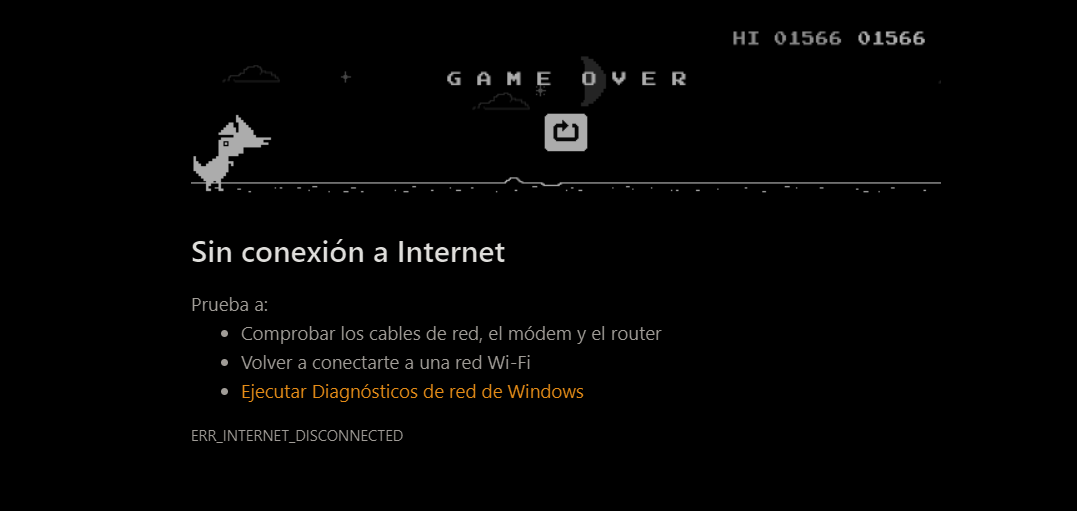 HI 01566 01566
GAME OVER
Sin conexión a Internet
Prueba a:
Comprobar los cables de red, el módem y el router
Volver a conectarte a una red Wi-Fi
Ejecutar Diagnósticos de red de Windows
ERR_INTERNET_DISCONNECTED